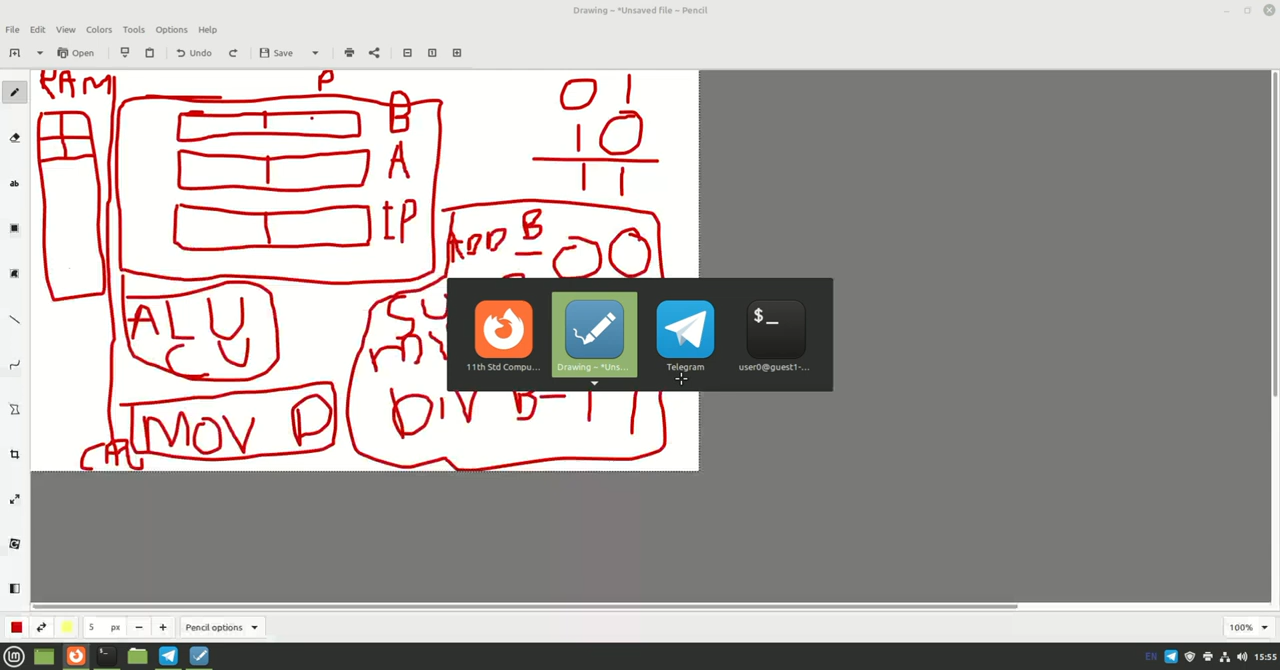 Drawing – *Unsaved file – Pencil
File Edit View Colors Tools Options Help
Open Undo Save
RAM
P
B
A
IP
0 1
1 0
1 1
ADD B 00
ALU
CU
MOV D
DIV B-11
11th Std Compu...
Drawing – *Uns...
Telegram
$_
user0@guest1-...
5 px – + Pencil options
100%
EN 15:55